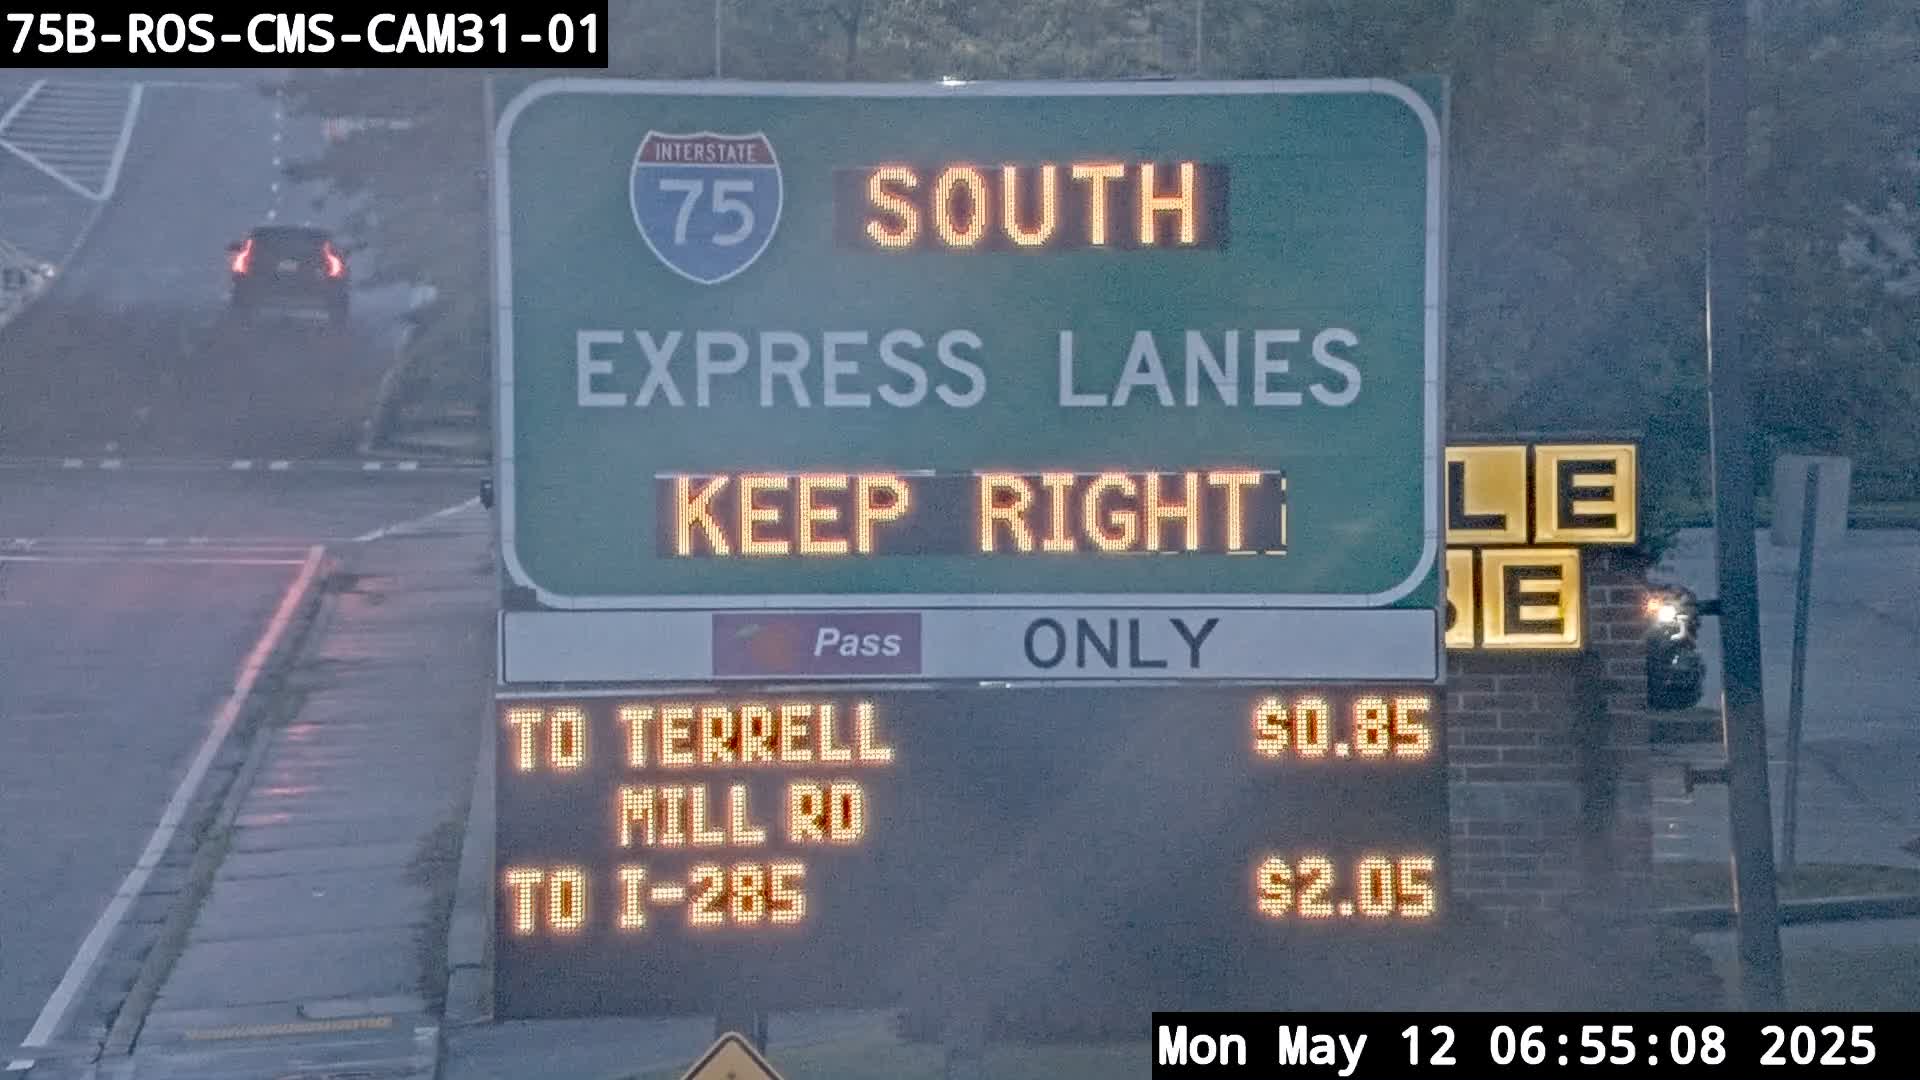 75B-ROS-CMS-CAM31-01
INTERSTATE
75
SOUTH
EXPRESS LANES
KEEP RIGHT
Pass ONLY
TO TERRELL $0.85
MILL RD
TO I-285 $2.05
LE
E
Mon May 12 06:55:08 2025